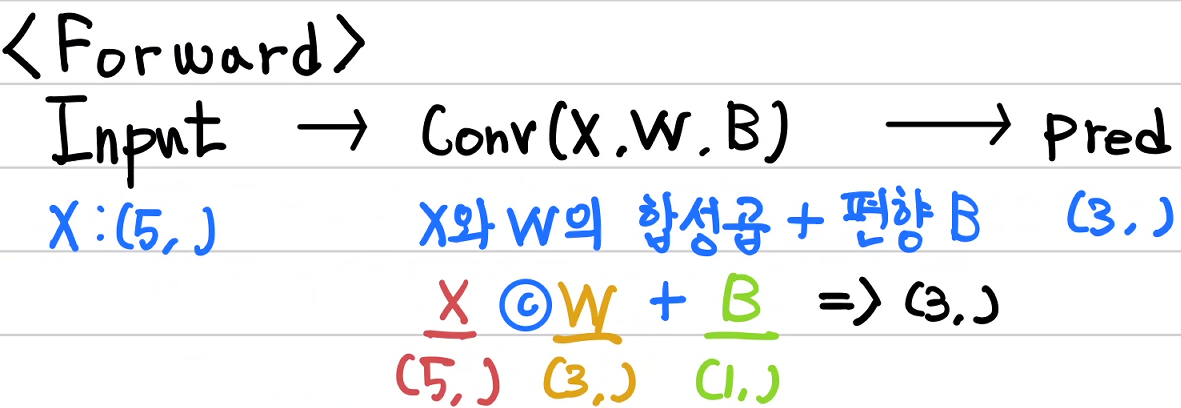 <Forward>
Input → Conv(X.W.B) → Pred
X:(5,) X와 W의 합성곱 + 편향 B (3,)
X ⓒ W + B => (3,)
(5,) (3,) (1,)